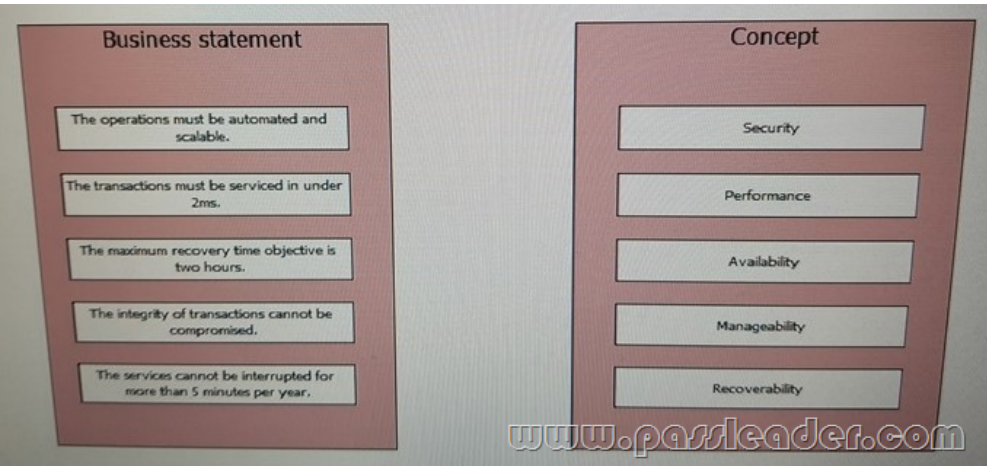 Business statement
The operations must be automated and
scalable.
The transactions must be serviced in under
2ms.
The maximum recovery time objective is
two hours.
The integrity of transactions cannot be
compromised.
The services cannot be interrupted for
more than 5 minutes per year.
Concept
Security
Performance
Availability
Manageability
Recoverability
www.passleader.com